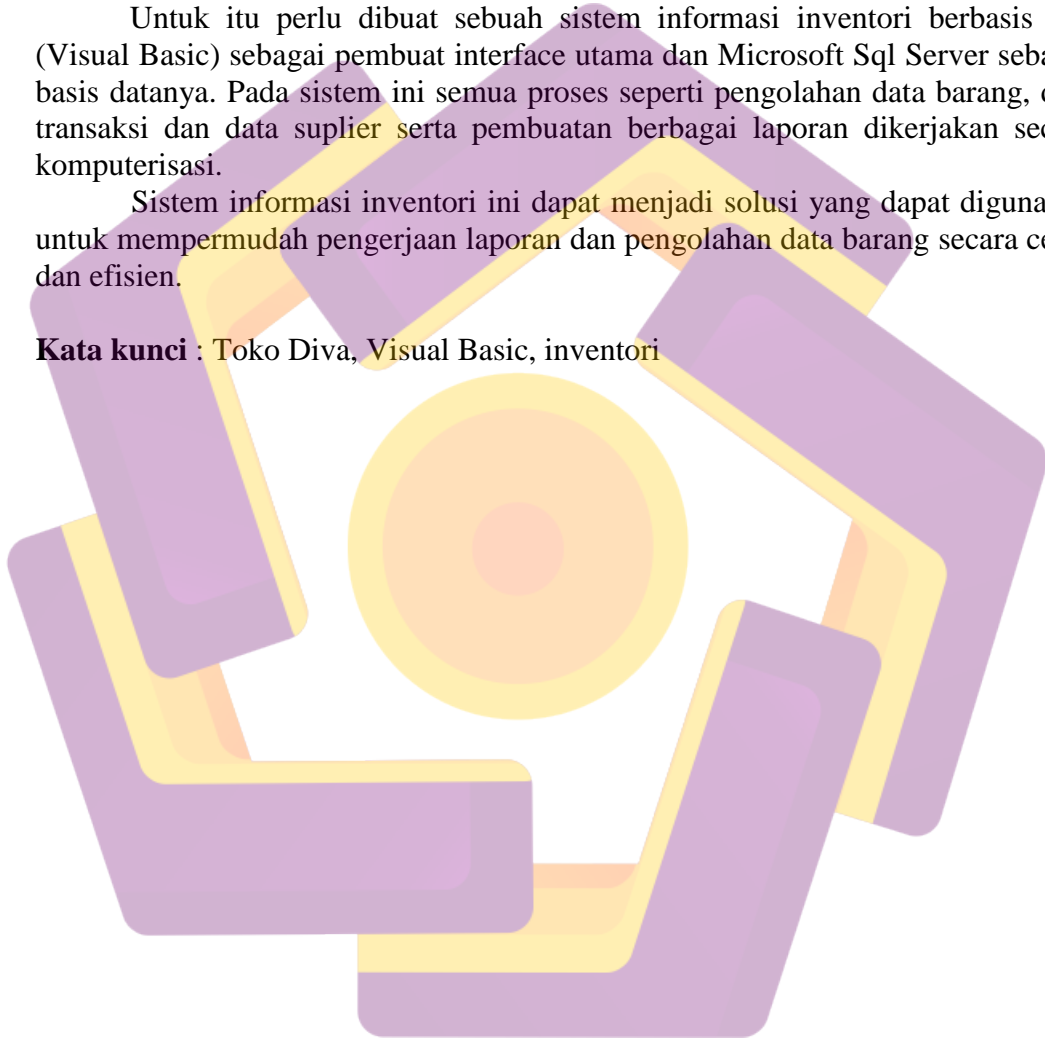 Untuk itu perlu dibuat sebuah sistem informasi inventori berbasis
(Visual Basic) sebagai pembuat interface utama dan Microsoft Sql Server
basis datanya. Pada sistem ini semua proses seperti pengolahan data barang,
transaksi dan data suplier serta pembuatan berbagai laporan dikerjakan
komputerisasi.
Sistem informasi inventori ini dapat menjadi solusi yang dapat
untuk mempermudah pengerjaan laporan dan pengolahan data barang secara
dan efisien.
Kata kunci : Toko Diva, Visual Basic, inventori